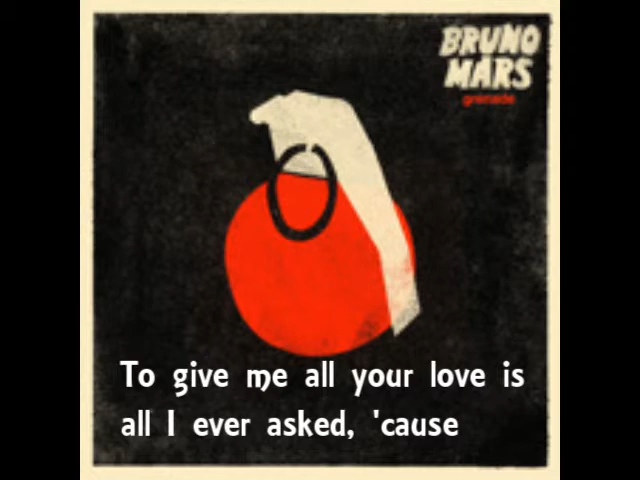 BRUNO
MARS
grenade
To give me all your love is
all I ever asked, 'cause